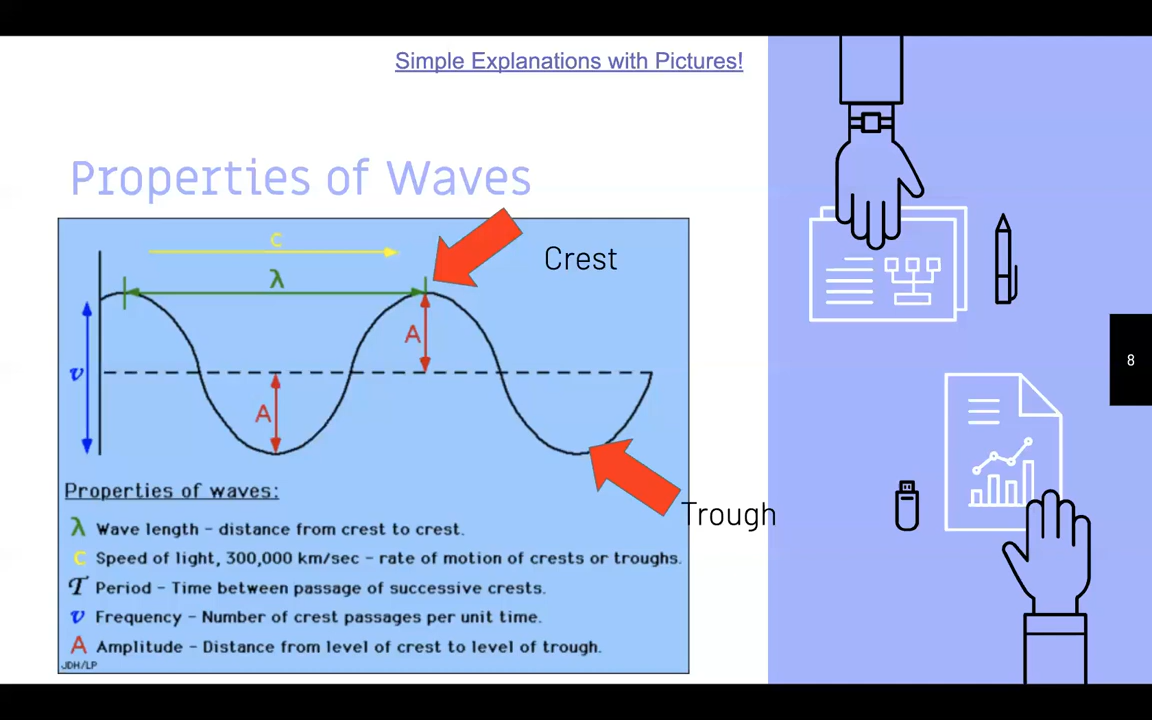 Simple Explanations with Pictures!
Properties of Waves
Crest
c
λ
A
ν
A
8
Trough
Properties of waves:
λ Wave length - distance from crest to crest.
C Speed of light, 300,000 km/sec - rate of motion of crests or troughs.
T Period - Time between passage of successive crests.
ν Frequency - Number of crest passages per unit time.
A Amplitude - Distance from level of crest to level of trough.
JDH/LP